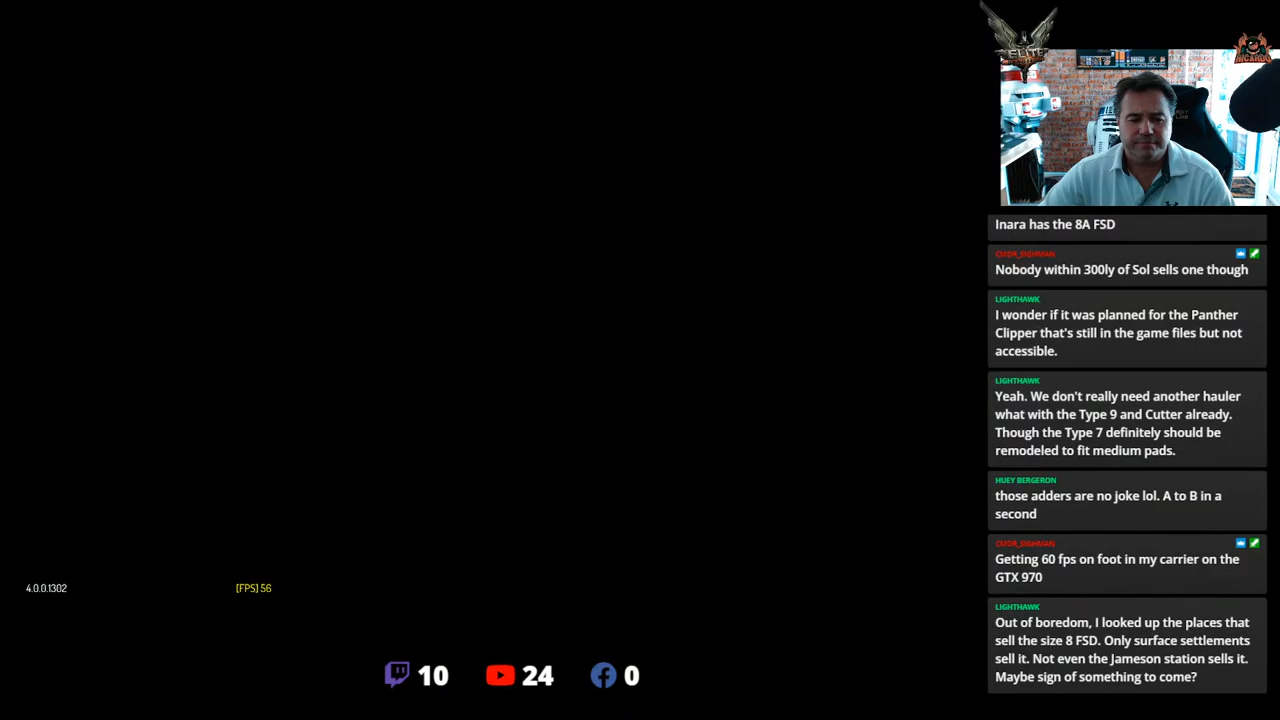 ELITE
RICARDO
Inara has the 8A FSD
CMDR_SIGHMAN
Nobody within 300ly of Sol sells one though
LIGHTHAWK
I wonder if it was planned for the Panther
Clipper that's still in the game files but not
accessible.
LIGHTHAWK
Yeah. We don't really need another hauler
what with the Type 9 and Cutter already.
Though the Type 7 definitely should be
remodeled to fit medium pads.
HUEY BERGERON
those adders are no joke lol. A to B in a
second
CMDR_SIGHMAN
Getting 60 fps on foot in my carrier on the
GTX 970
LIGHTHAWK
Out of boredom, I looked up the places that
sell the size 8 FSD. Only surface settlements
sell it. Not even the Jameson station sells it.
Maybe sign of something to come?
4.0.0.1302
[FPS] 56
10
24
0